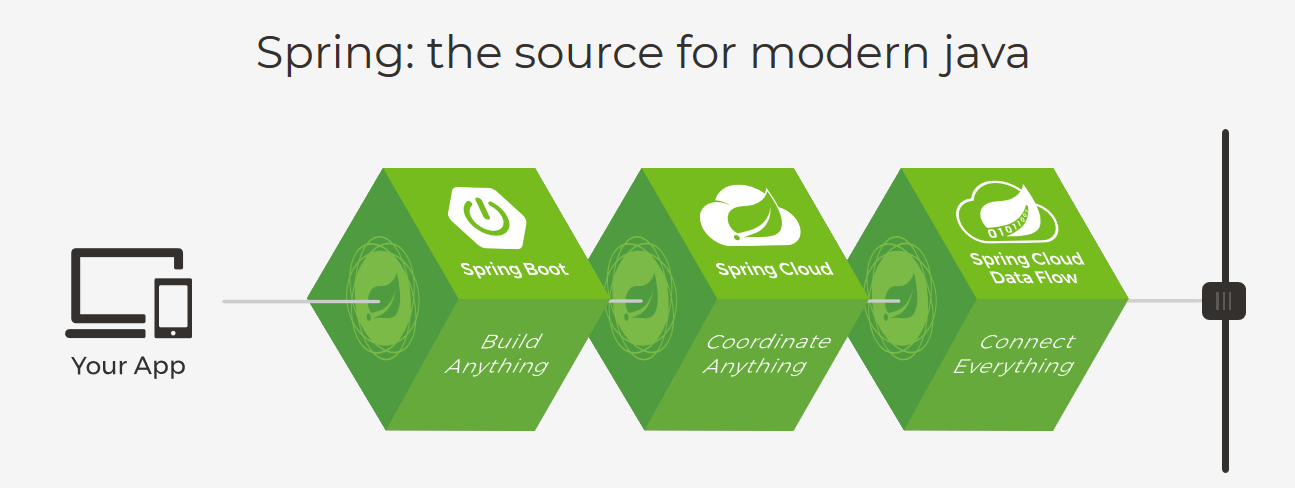 Spring: the source for modern java
Your App
Spring Boot
Build
Anything
Spring Cloud
Coordinate
Anything
01011010
Spring Cloud
Data Flow
Connect
Everything